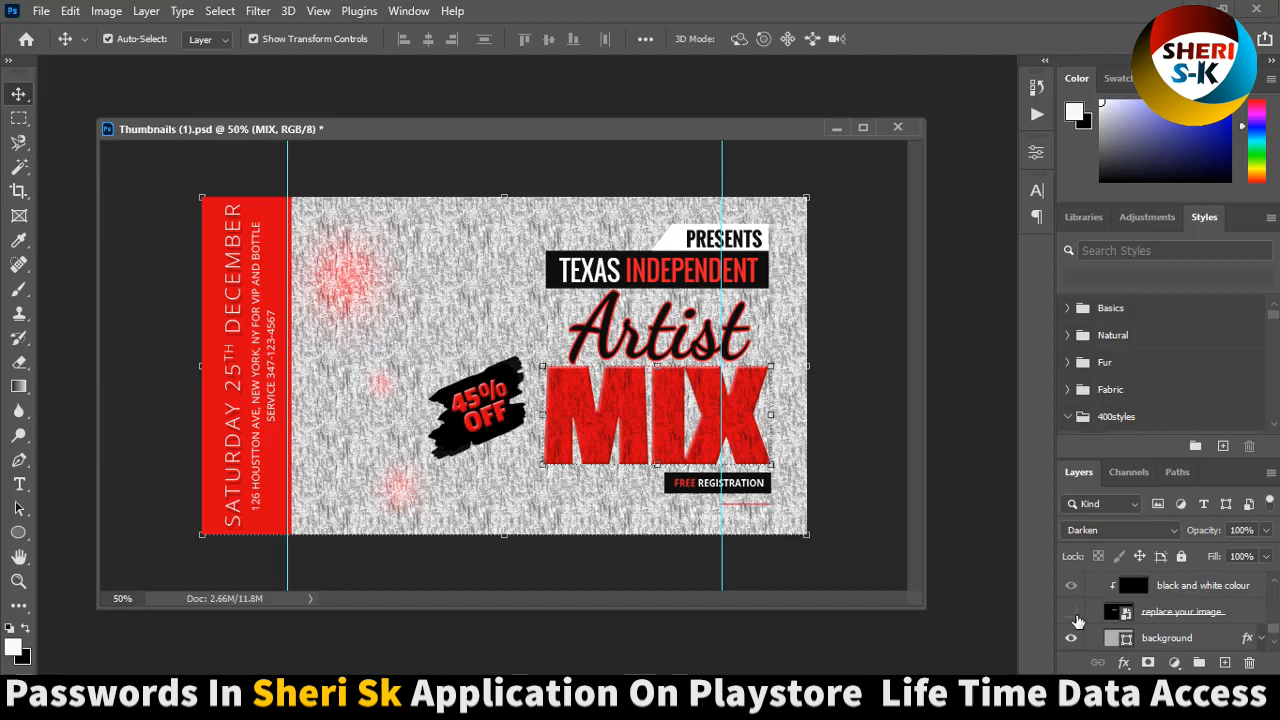 Ps File Edit Image Layer Type Select Filter 3D View Plugins Window Help
Auto-Select: Layer Show Transform Controls 3D Mode:
SHERI
S-K
Color
Ps Thumbnails (1).psd @ 50% (MIX, RGB/8) *
SATURDAY 25TH DECEMBER
126 HOUSTTON AVE, NEW YORK, NY FOR VIP AND BOTTLE
SERVICE 347-123-4567
PRESENTS
TEXAS INDEPENDENT
Artist
MIX
45%
OFF
FREE REGISTRATION
50% Doc: 2.66M/11.8M
Libraries Adjustments Styles
Search Styles
Basics
Natural
Fur
Fabric
400styles
Layers Channels Paths
Kind
Darken Opacity: 100%
Lock: Fill: 100%
black and white colour
replace your image
background fx
fx
Passwords In Sheri Sk Application On Playstore Life Time Data Access